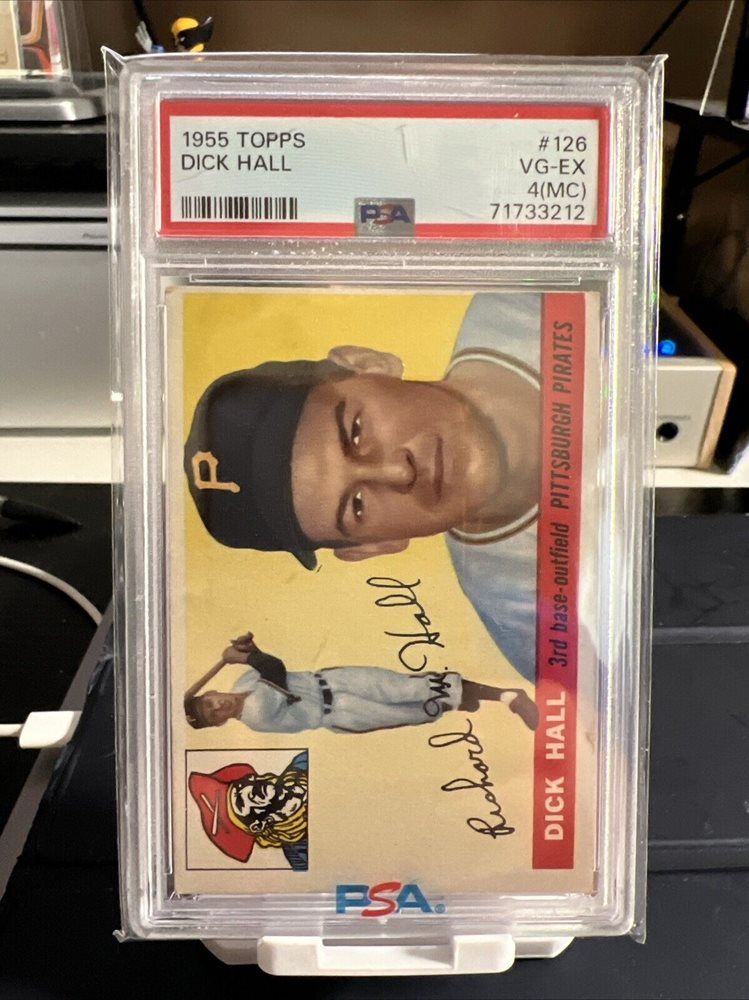 1955 TOPPS #126
DICK HALL VG-EX
4(MC)
PSA 71733212
P
DICK HALL 3rd base-outfield PITTSBURGH PIRATES
Richard W. Hall
PSA